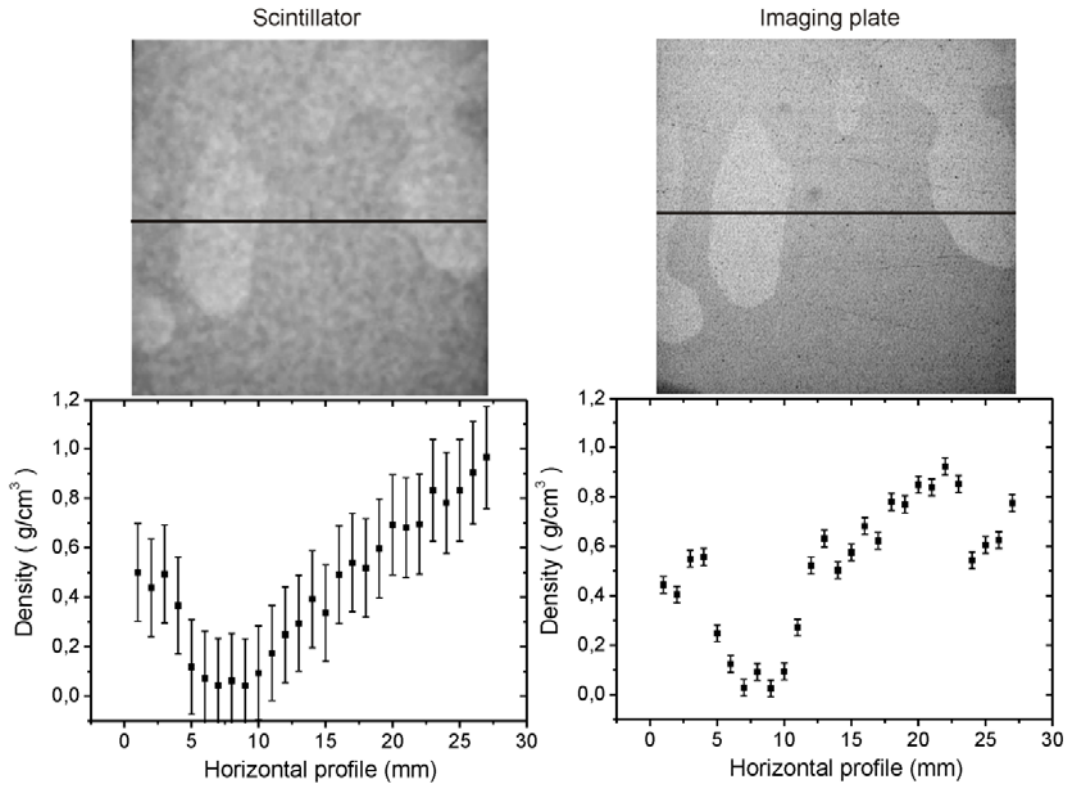 Scintillator
Imaging plate
1,2
1,0
0,8
0,6
0,4
0,2
0,0
Density ( g/cm³ )
0 5 10 15 20 25 30
Horizontal profile (mm)
1,2
1,0
0,8
0,6
0,4
0,2
0,0
Density ( g/cm³ )
0 5 10 15 20 25 30
Horizontal profile (mm)